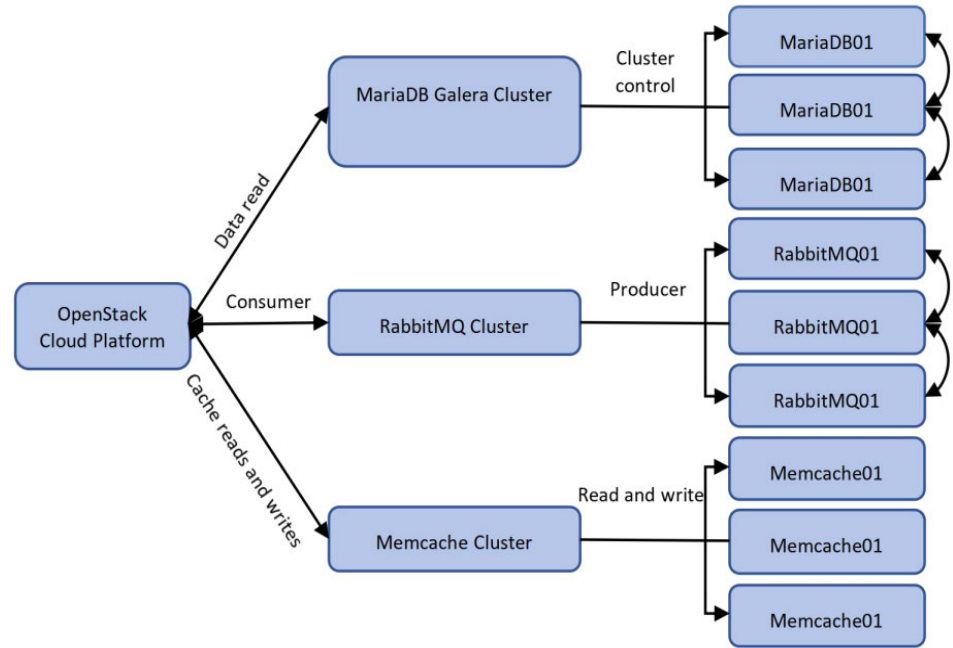 OpenStack
Cloud Platform
Data read
Consumer
Cache reads and writes
MariaDB Galera Cluster
RabbitMQ Cluster
Memcache Cluster
Cluster
control
Producer
Read and write
MariaDB01
MariaDB01
MariaDB01
RabbitMQ01
RabbitMQ01
RabbitMQ01
Memcache01
Memcache01
Memcache01